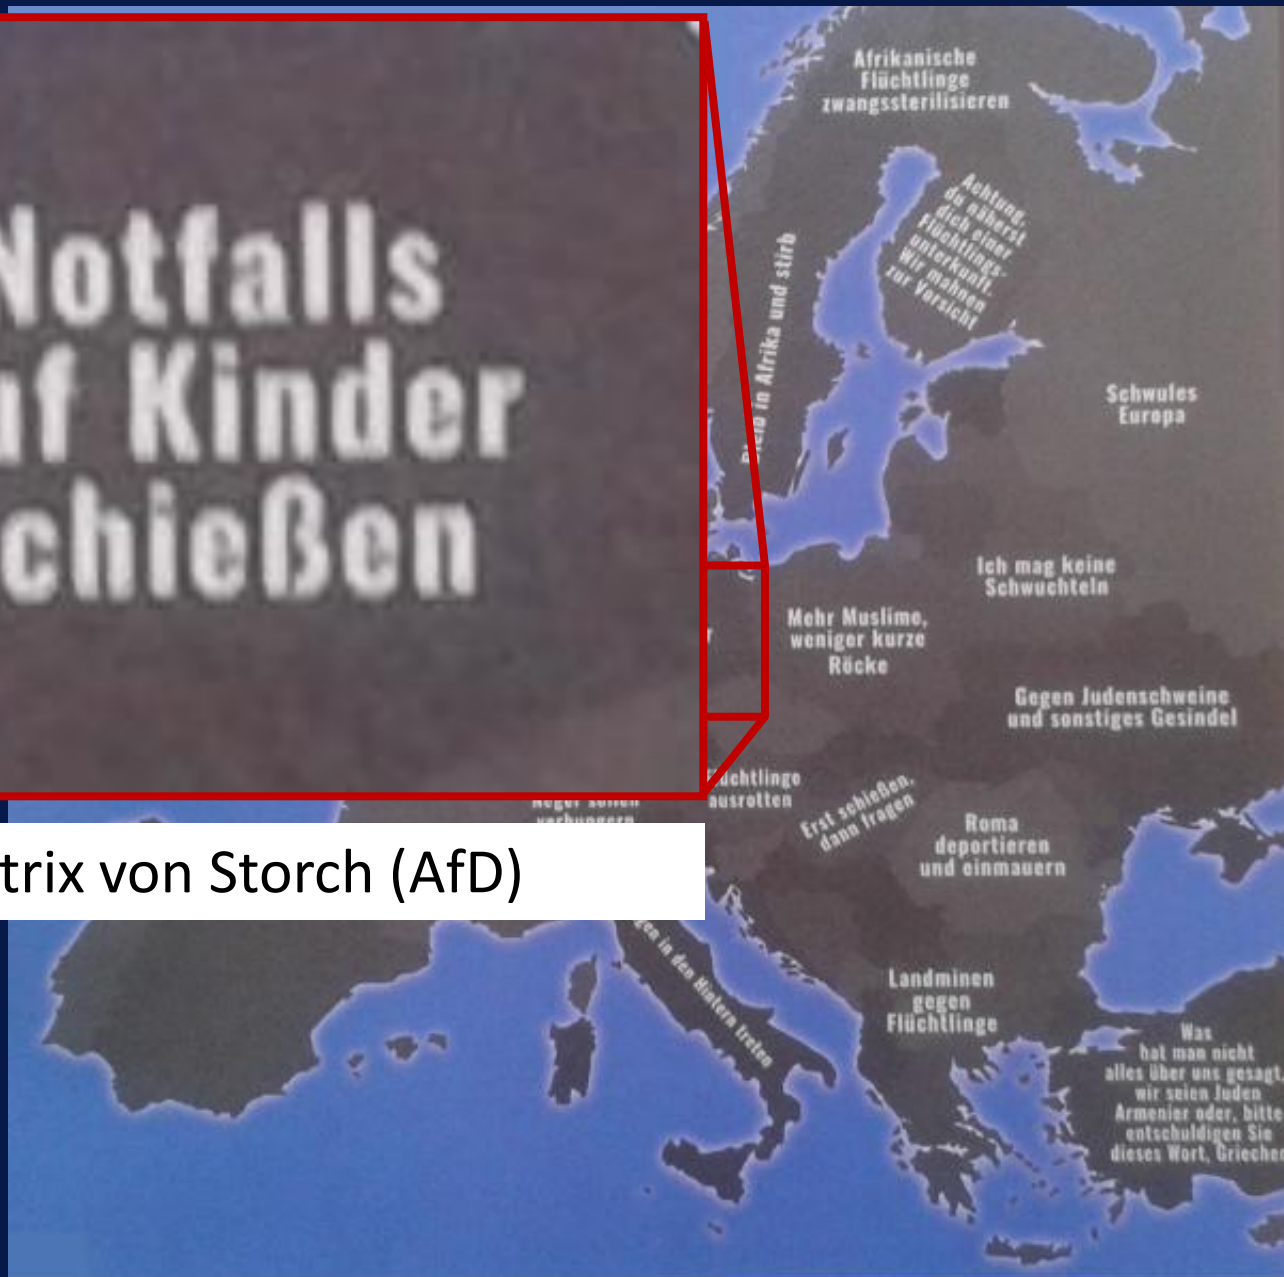 Notfalls
Kinder
Afrikanische
Flüchtlinge
zwangssterilisieren
Achtung,
du näherst
dich einer
Flüchtlings-
unterkunft.
Wir mahnen
zur Vorsicht
in Afrika und stirb
Schwules
Europa
Ich mag keine
Schwuchteln
Mehr Muslime,
weniger kurze
Röcke
Gegen Judenschweine
und sonstiges Gesindel
ausrotten
Erst schießen,
dann fragen
Roma
deportieren
und einmauern
trix von Storch (AfD)
in den Hintern treten
Landminen
gegen
Flüchtlinge
Was
hat man nicht
alles über uns gesagt,
wir seien Juden
Armenier oder, bitte
entschuldigen Sie
dieses Wort, Griechen